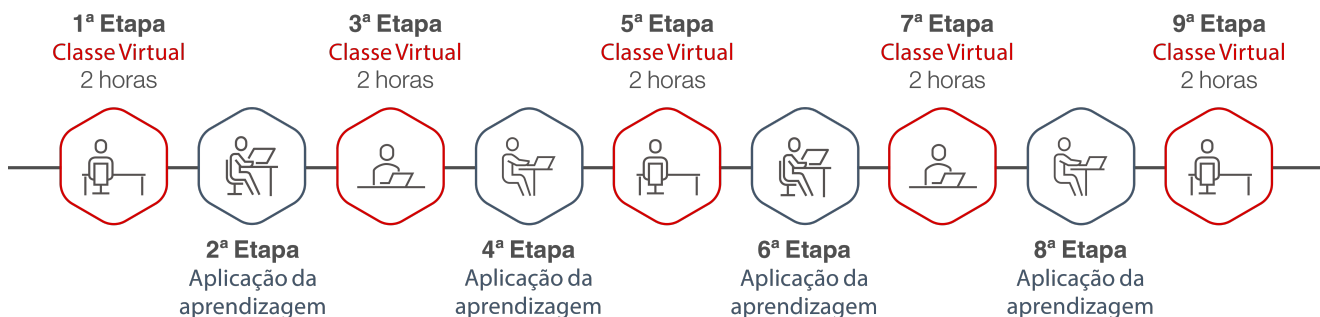 1ª Etapa
Classe Virtual
2 horas
2ª Etapa
Aplicação da
aprendizagem
3ª Etapa
Classe Virtual
2 horas
4ª Etapa
Aplicação da
aprendizagem
5ª Etapa
Classe Virtual
2 horas
6ª Etapa
Aplicação da
aprendizagem
7ª Etapa
Classe Virtual
2 horas
8ª Etapa
Aplicação da
aprendizagem
9ª Etapa
Classe Virtual
2 horas